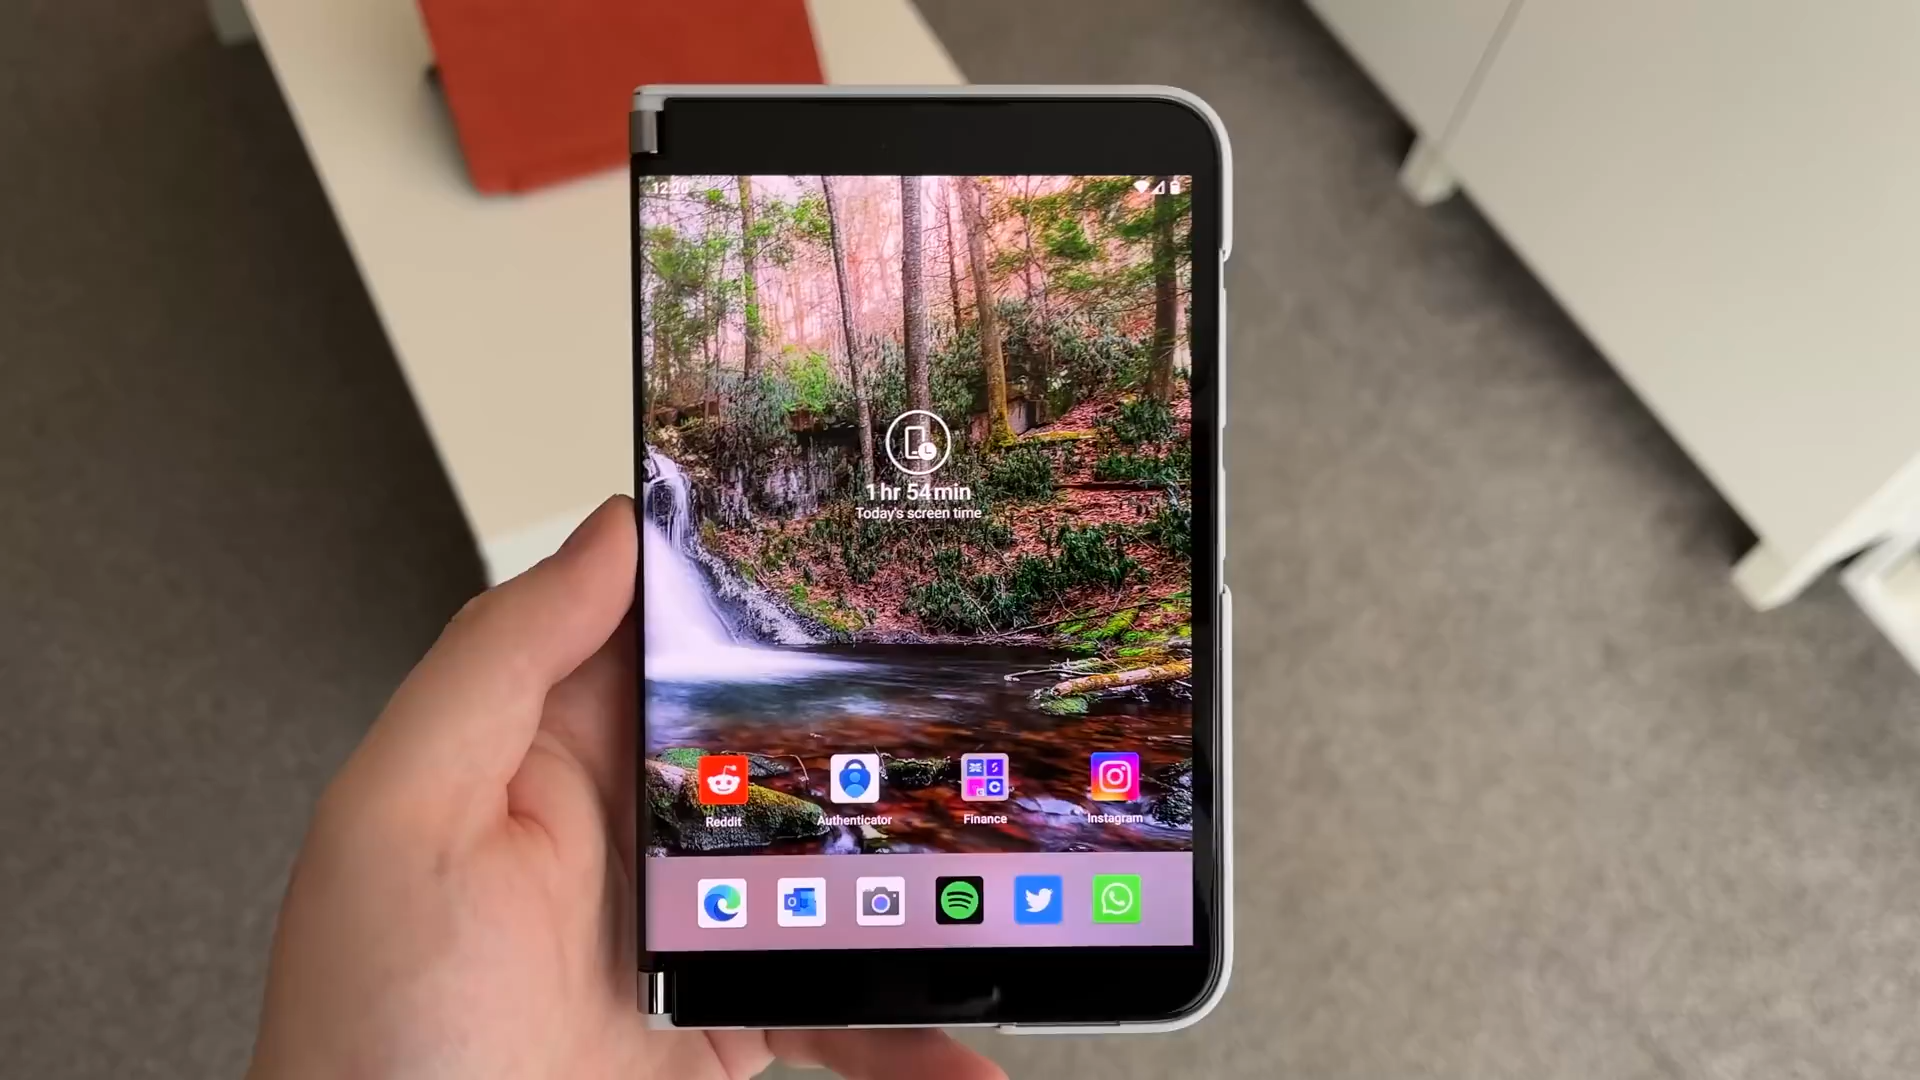 12:20
1 hr 54 min
Today's screen time
Reddit
Authenticator
Finance
Instagram